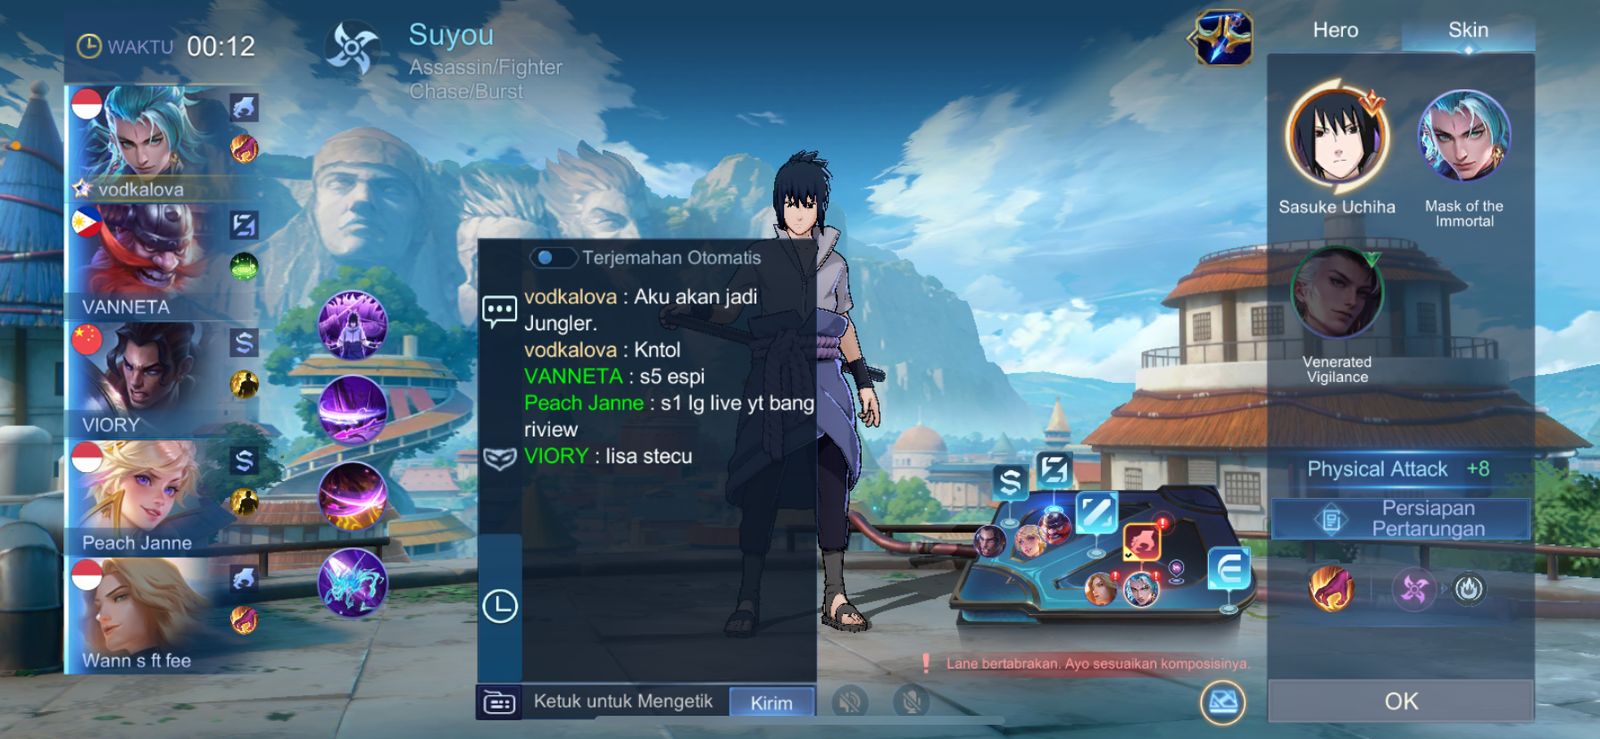 WAKTU 00:12
Suyou
Assassin/Fighter
Chase/Burst
vodkalova
VANNETA
VIORY
Peach Janne
Wann s ft fee
Terjemahan Otomatis
vodkalova : Aku akan jadi
Jungler.
vodkalova : Kntol
VANNETA : s5 espi
Peach Janne : s1 lg live yt bang
riview
VIORY : lisa stecu
Ketuk untuk Mengetik
Kirim
Lane bertabrakan. Ayo sesuaikan komposisinya.
Hero
Skin
Sasuke Uchiha
Mask of the
Immortal
Venerated
Vigilance
Physical Attack +8
Persiapan
Pertarungan
OK